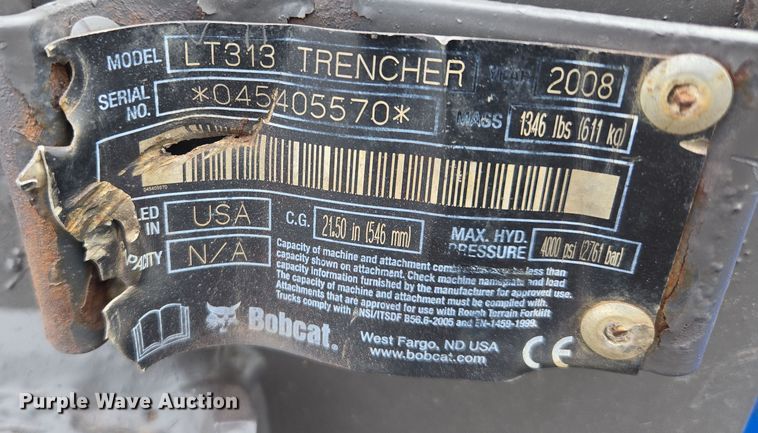 MODEL LT313 TRENCHER YEAR 2008
SERIAL NO. *045405570* MASS 1346 lbs (611 kg)
045405570
LED IN USA C.G. 21.50 in (546 mm) MAX. HYD. PRESSURE 4000 psi (2761 bar)
PACITY N/A
Capacity of machine and attachment combination may be less than
capacity shown on attachment. Check machine nameplate and load
capacity information furnished by the manufacturer for approved use.
The capacity of machine and attachment must be complied with.
Attachments that are approved for use with Rough Terrain Forklift
Trucks comply with ANSI/ITSDF B56.6-2005 and EN-1459-1999.
Bobcat.
West Fargo, ND USA
www.bobcat.com
CE
Purple Wave Auction